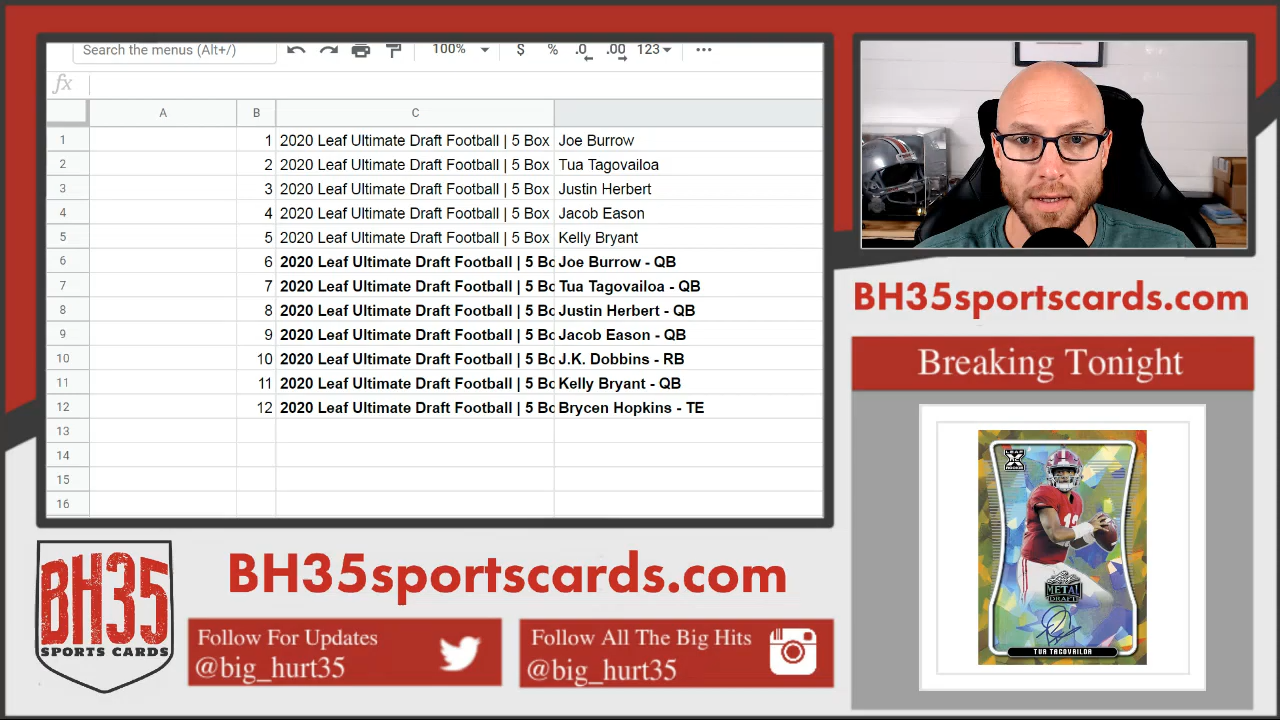 Search the menus (Alt+/)
100%
$
%
.0
.00
123
fx
A
B
C
1 1 2020 Leaf Ultimate Draft Football | 5 Box Joe Burrow
2 2 2020 Leaf Ultimate Draft Football | 5 Box Tua Tagovailoa
3 3 2020 Leaf Ultimate Draft Football | 5 Box Justin Herbert
4 4 2020 Leaf Ultimate Draft Football | 5 Box Jacob Eason
5 5 2020 Leaf Ultimate Draft Football | 5 Box Kelly Bryant
6 6 2020 Leaf Ultimate Draft Football | 5 Bo Joe Burrow - QB
7 7 2020 Leaf Ultimate Draft Football | 5 Bo Tua Tagovailoa - QB
8 8 2020 Leaf Ultimate Draft Football | 5 Bo Justin Herbert - QB
9 9 2020 Leaf Ultimate Draft Football | 5 Bo Jacob Eason - QB
10 10 2020 Leaf Ultimate Draft Football | 5 Bo J.K. Dobbins - RB
11 11 2020 Leaf Ultimate Draft Football | 5 Bo Kelly Bryant - QB
12 12 2020 Leaf Ultimate Draft Football | 5 Bo Brycen Hopkins - TE
13
14
15
16
BH35sportscards.com
Breaking Tonight
LEAF
X
ROOKIE
13
Leaf
METAL
DRAFT
TUA TAGOVAILOA
BH35
SPORTS CARDS
BH35sportscards.com
Follow For Updates
@big_hurt35
Follow All The Big Hits
@big_hurt35